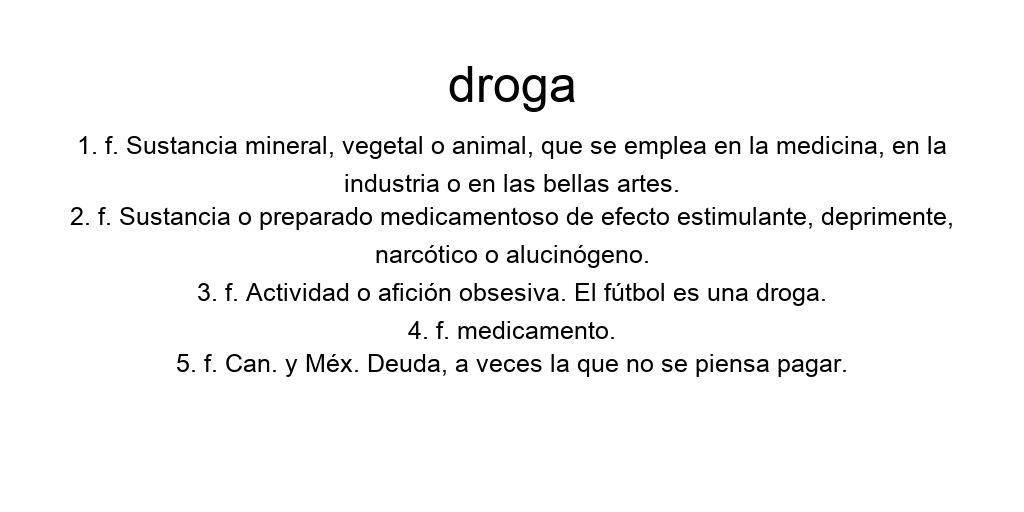 droga
1. f. Sustancia mineral, vegetal o animal, que se emplea en la medicina, en la
industria o en las bellas artes.
2. f. Sustancia o preparado medicamentoso de efecto estimulante, deprimente,
narcótico o alucinógeno.
3. f. Actividad o afición obsesiva. El fútbol es una droga.
4. f. medicamento.
5. f. Can. y Méx. Deuda, a veces la que no se piensa pagar.